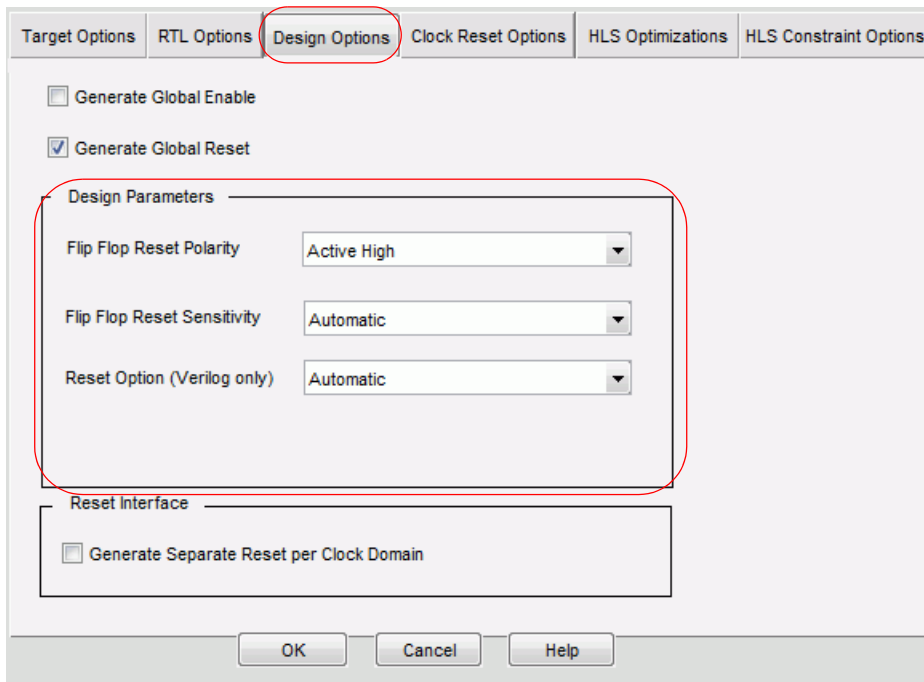 Target Options RTL Options Design Options Clock Reset Options HLS Optimizations HLS Constraint Options
Generate Global Enable
Generate Global Reset
Design Parameters
Flip Flop Reset Polarity Active High
Flip Flop Reset Sensitivity Automatic
Reset Option (Verilog only) Automatic
Reset Interface
Generate Separate Reset per Clock Domain
OK Cancel Help